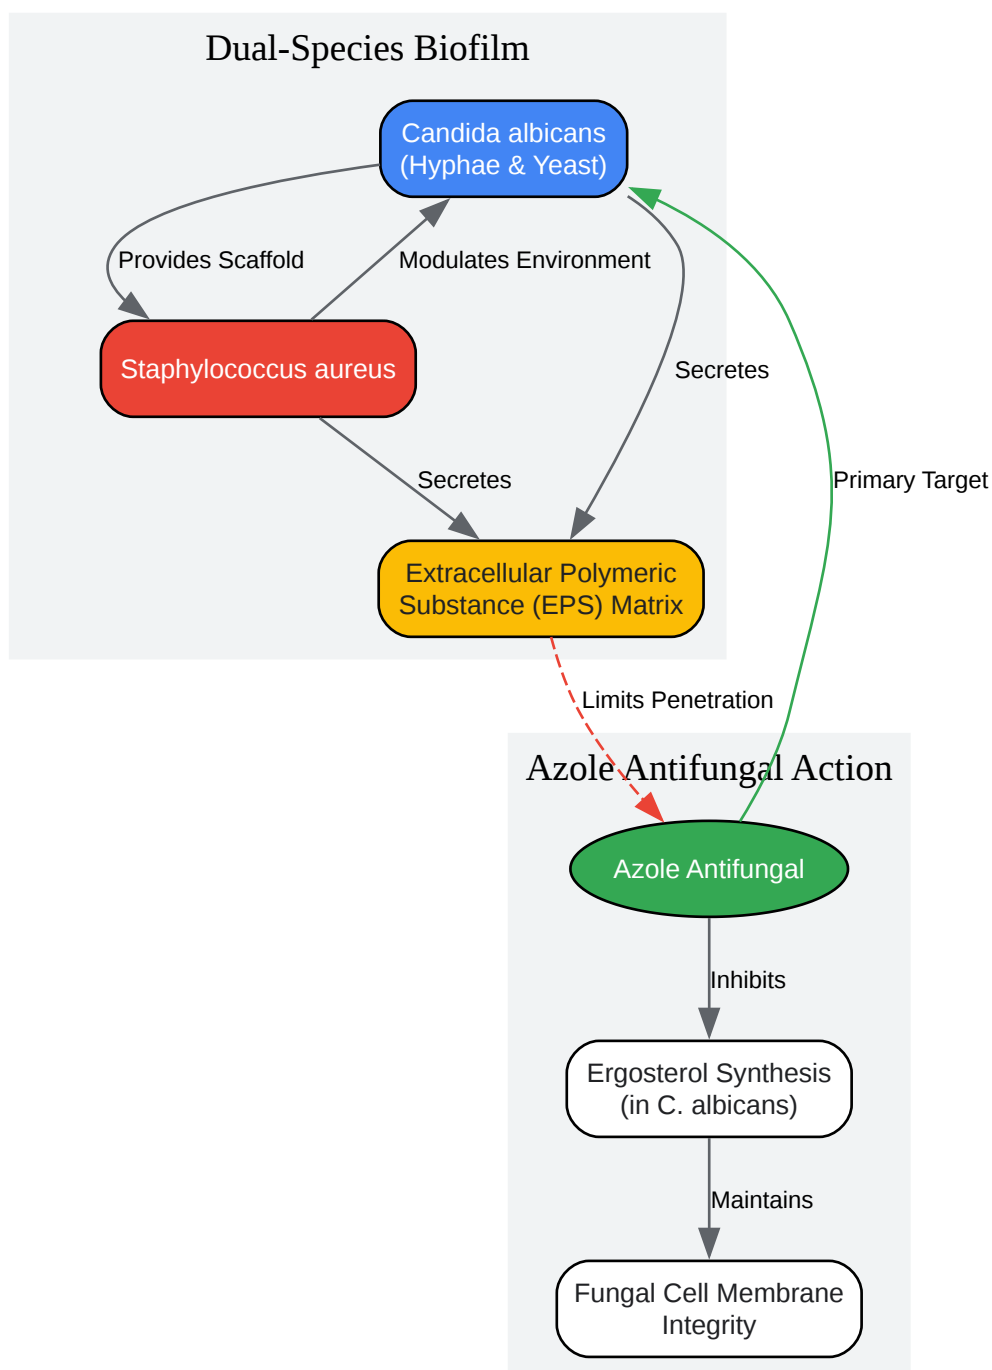 Dual-Species Biofilm
Candida albicans
(Hyphae & Yeast)
Provides Scaffold
Modulates Environment
Staphylococcus aureus
Secretes
Secretes
Primary Target
Extracellular Polymeric
Substance (EPS) Matrix
Limits Penetration
Azole Antifungal Action
Azole Antifungal
Inhibits
Ergosterol Synthesis
(in C. albicans)
Maintains
Fungal Cell Membrane
Integrity